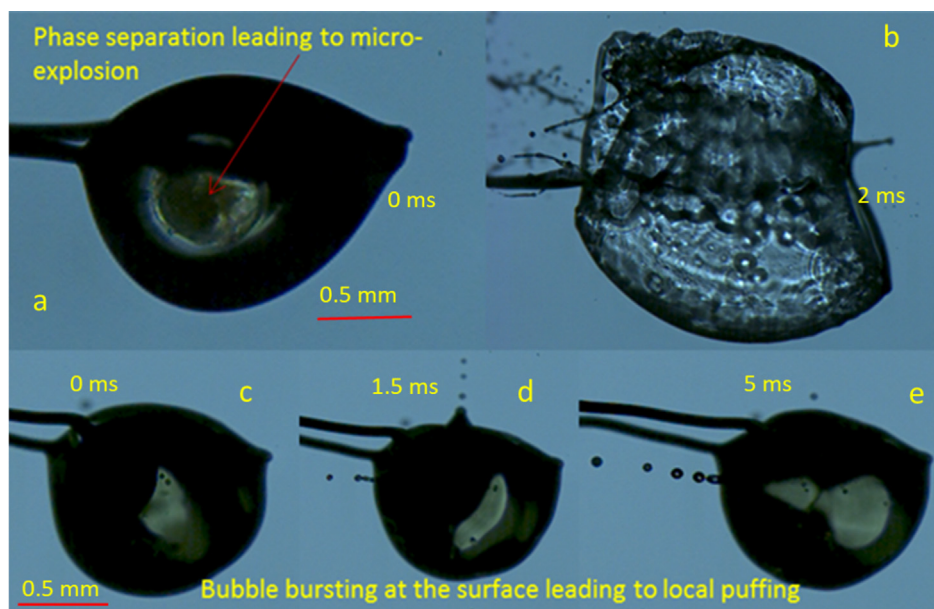 Phase separation leading to micro-
explosion
b
0 ms
2 ms
a
0.5 mm
0 ms
c
1.5 ms
d
5 ms
e
0.5 mm
Bubble bursting at the surface leading to local puffing